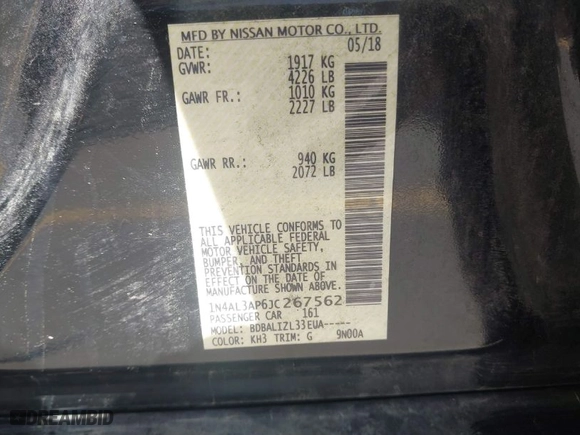 MFD BY NISSAN MOTOR CO., LTD.
DATE: 05/18
GVWR: 1917 KG
4226 LB
GAWR FR.: 1010 KG
2227 LB
GAWR RR.: 940 KG
2072 LB
THIS VEHICLE CONFORMS TO
ALL APPLICABLE FEDERAL
MOTOR VEHICLE SAFETY,
BUMPER, AND THEFT
PREVENTION STANDARDS IN
EFFECT ON THE DATE OF
MANUFACTURE SHOWN ABOVE.
1N4AL3AP6JC267562
PASSENGER CAR 161
MODEL: BDBALIZL33EUA-----
COLOR: KH3 TRIM: G 9N00A
DREAMBID